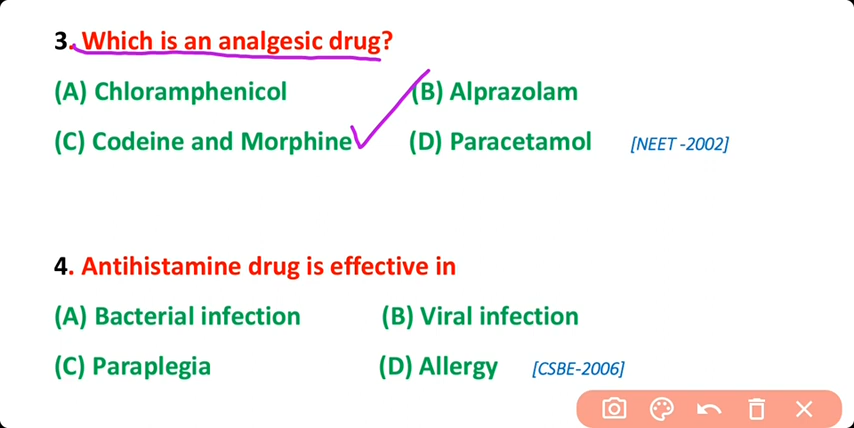 3. Which is an analgesic drug?
(A) Chloramphenicol (B) Alprazolam
(C) Codeine and Morphine (D) Paracetamol [NEET -2002]
4. Antihistamine drug is effective in
(A) Bacterial infection (B) Viral infection
(C) Paraplegia (D) Allergy [CSBE-2006]